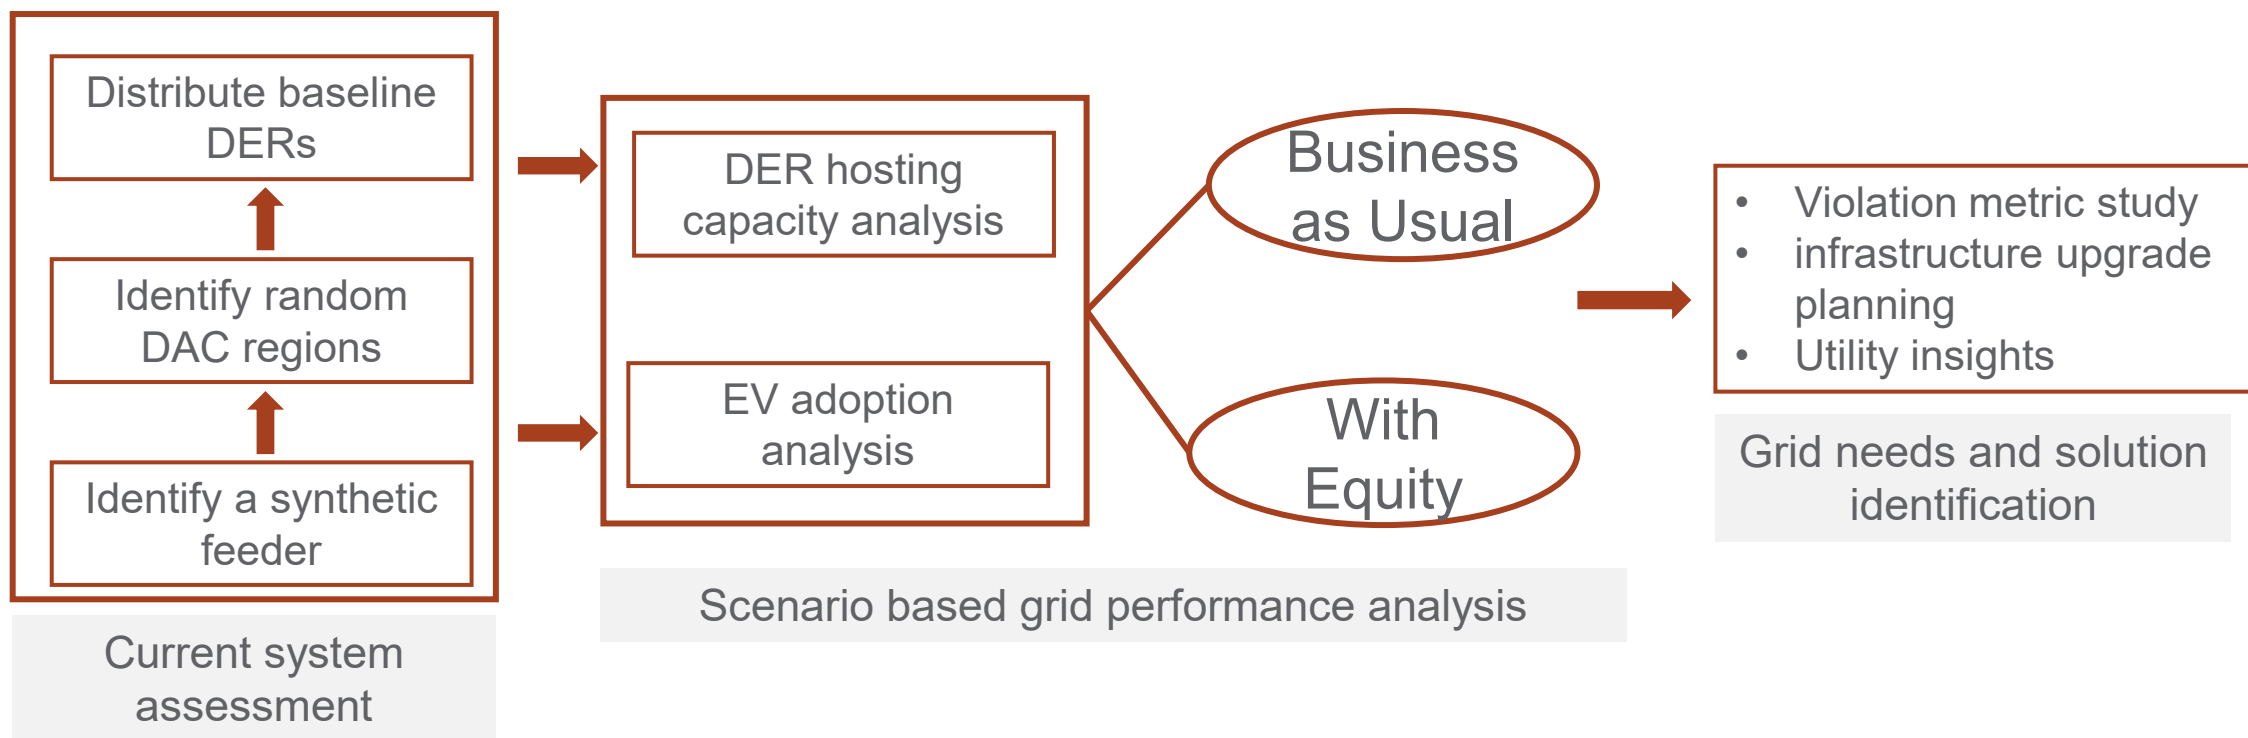 Distribute baseline
DERs
Identify random
DAC regions
Identify a synthetic
feeder
Current system
assessment
DER hosting
capacity analysis
EV adoption
analysis
Business
as Usual
With
Equity
Scenario based grid performance analysis
• Violation metric study
• infrastructure upgrade
planning
• Utility insights
Grid needs and solution
identification